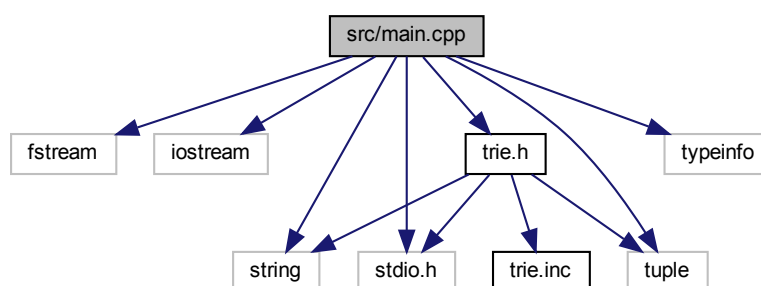 src/main.cpp
fstream
iostream
trie.h
typeinfo
string
stdio.h
trie.inc
tuple